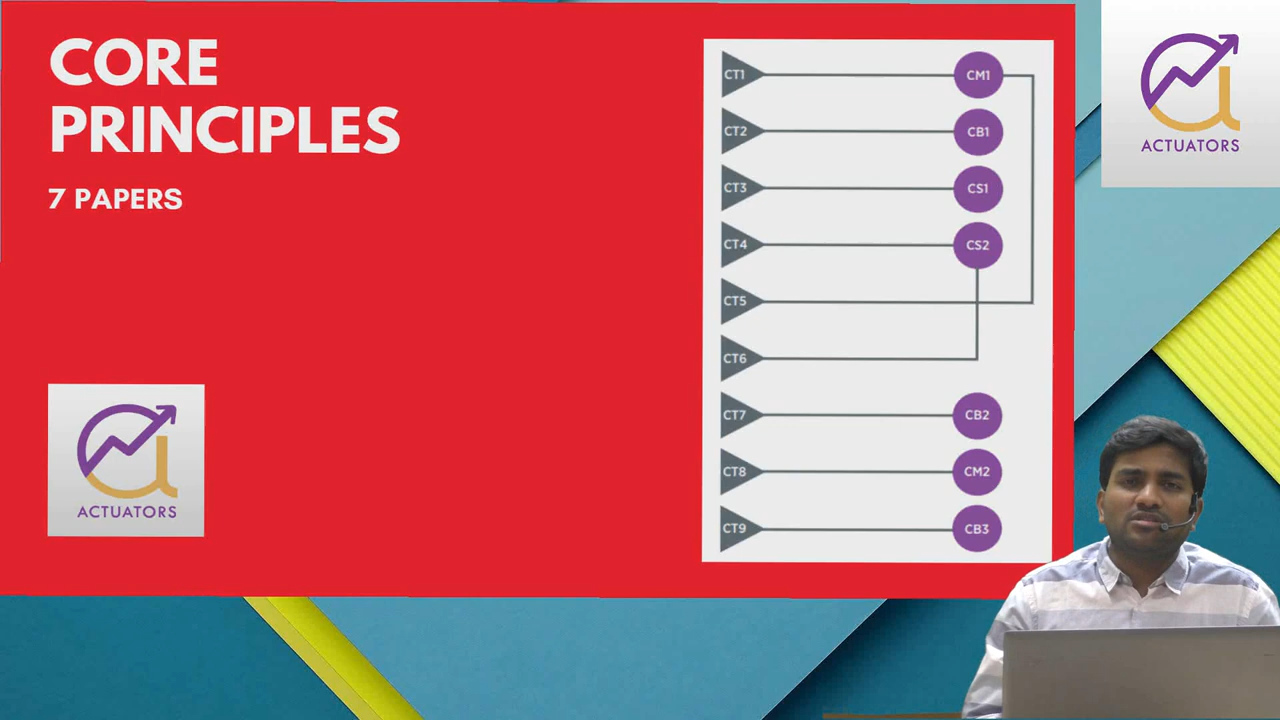 CORE
PRINCIPLES
7 PAPERS
CT1 CM1
CT2 CB1
CT3 CS1
CT4 CS2
CT5
CT6
CT7 CB2
CT8 CM2
CT9 CB3
ACTUATORS
ACTUATORS